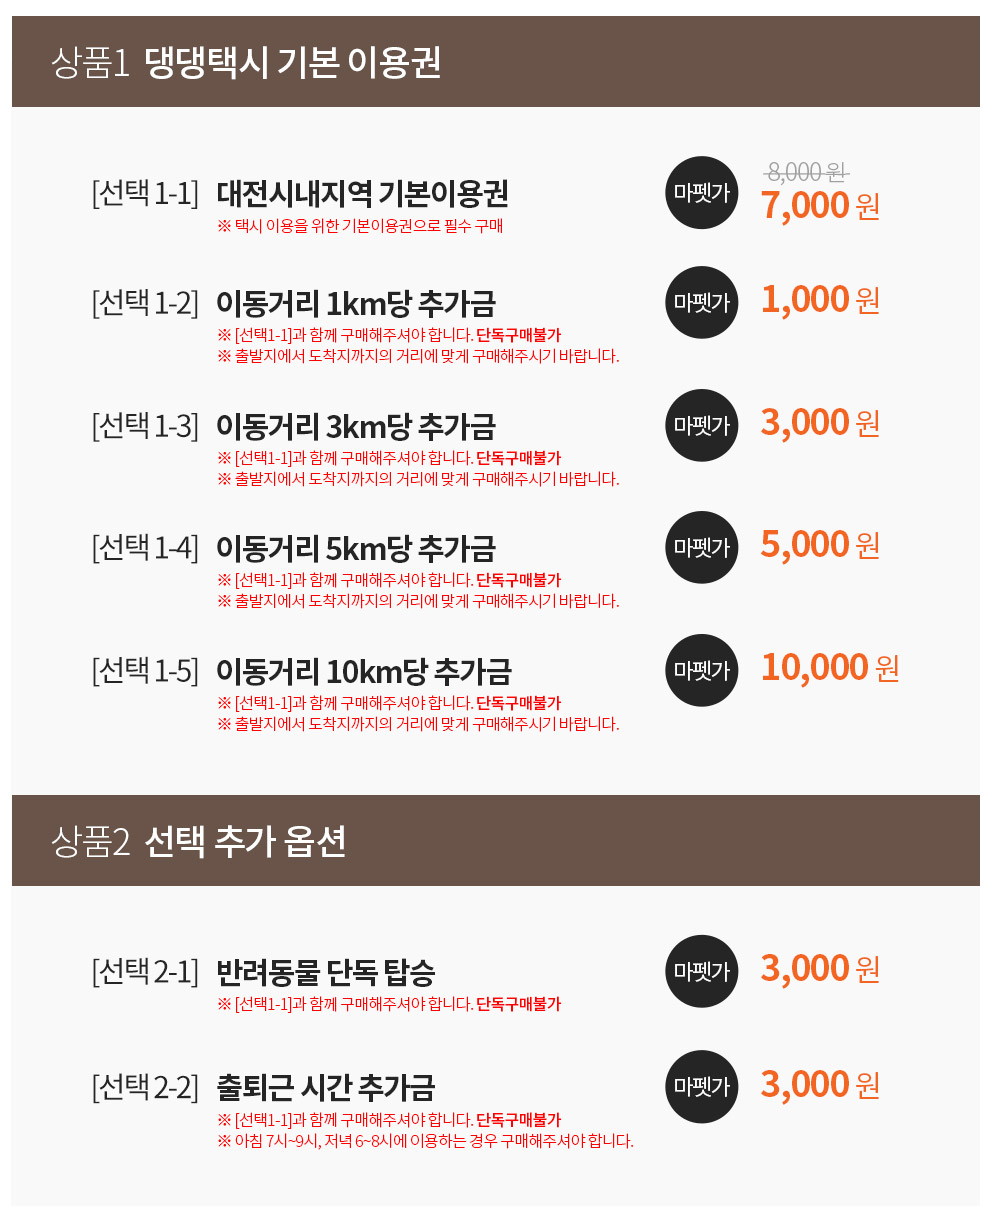 상품1 댕댕택시 기본 이용권
[선택 1-1] 대전시내지역 기본이용권 마펫가 8,000 원
7,000 원
※ 택시 이용을 위한 기본이용권으로 필수 구매
[선택 1-2] 이동거리 1km당 추가금 마펫가 1,000 원
※ [선택1-1]과 함께 구매해주셔야 합니다. 단독구매불가
※ 출발지에서 도착지까지의 거리에 맞게 구매해주시기 바랍니다.
[선택 1-3] 이동거리 3km당 추가금 마펫가 3,000 원
※ [선택1-1]과 함께 구매해주셔야 합니다. 단독구매불가
※ 출발지에서 도착지까지의 거리에 맞게 구매해주시기 바랍니다.
[선택 1-4] 이동거리 5km당 추가금 마펫가 5,000 원
※ [선택1-1]과 함께 구매해주셔야 합니다. 단독구매불가
※ 출발지에서 도착지까지의 거리에 맞게 구매해주시기 바랍니다.
[선택 1-5] 이동거리 10km당 추가금 마펫가 10,000 원
※ [선택1-1]과 함께 구매해주셔야 합니다. 단독구매불가
※ 출발지에서 도착지까지의 거리에 맞게 구매해주시기 바랍니다.
상품2 선택 추가 옵션
[선택 2-1] 반려동물 단독 탑승 마펫가 3,000 원
※ [선택1-1]과 함께 구매해주셔야 합니다. 단독구매불가
[선택 2-2] 출퇴근 시간 추가금 마펫가 3,000 원
※ [선택1-1]과 함께 구매해주셔야 합니다. 단독구매불가
※ 아침 7시~9시, 저녁 6~8시에 이용하는 경우 구매해주셔야 합니다.